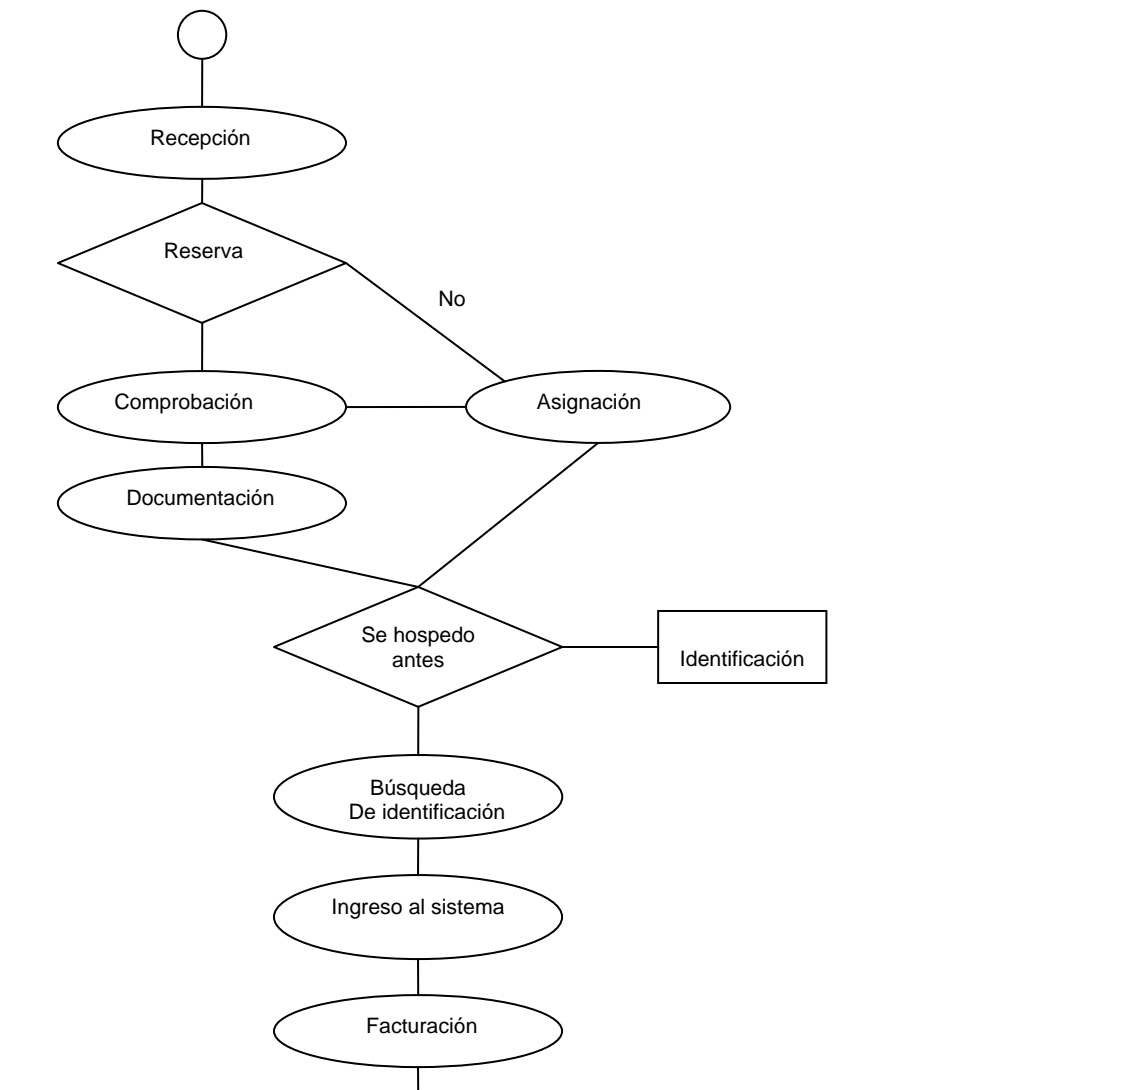 Recepción
Reserva
No
Comprobación
Asignación
Documentación
Se hospedo
antes
Identificación
Búsqueda
De identificación
Ingreso al sistema
Facturación